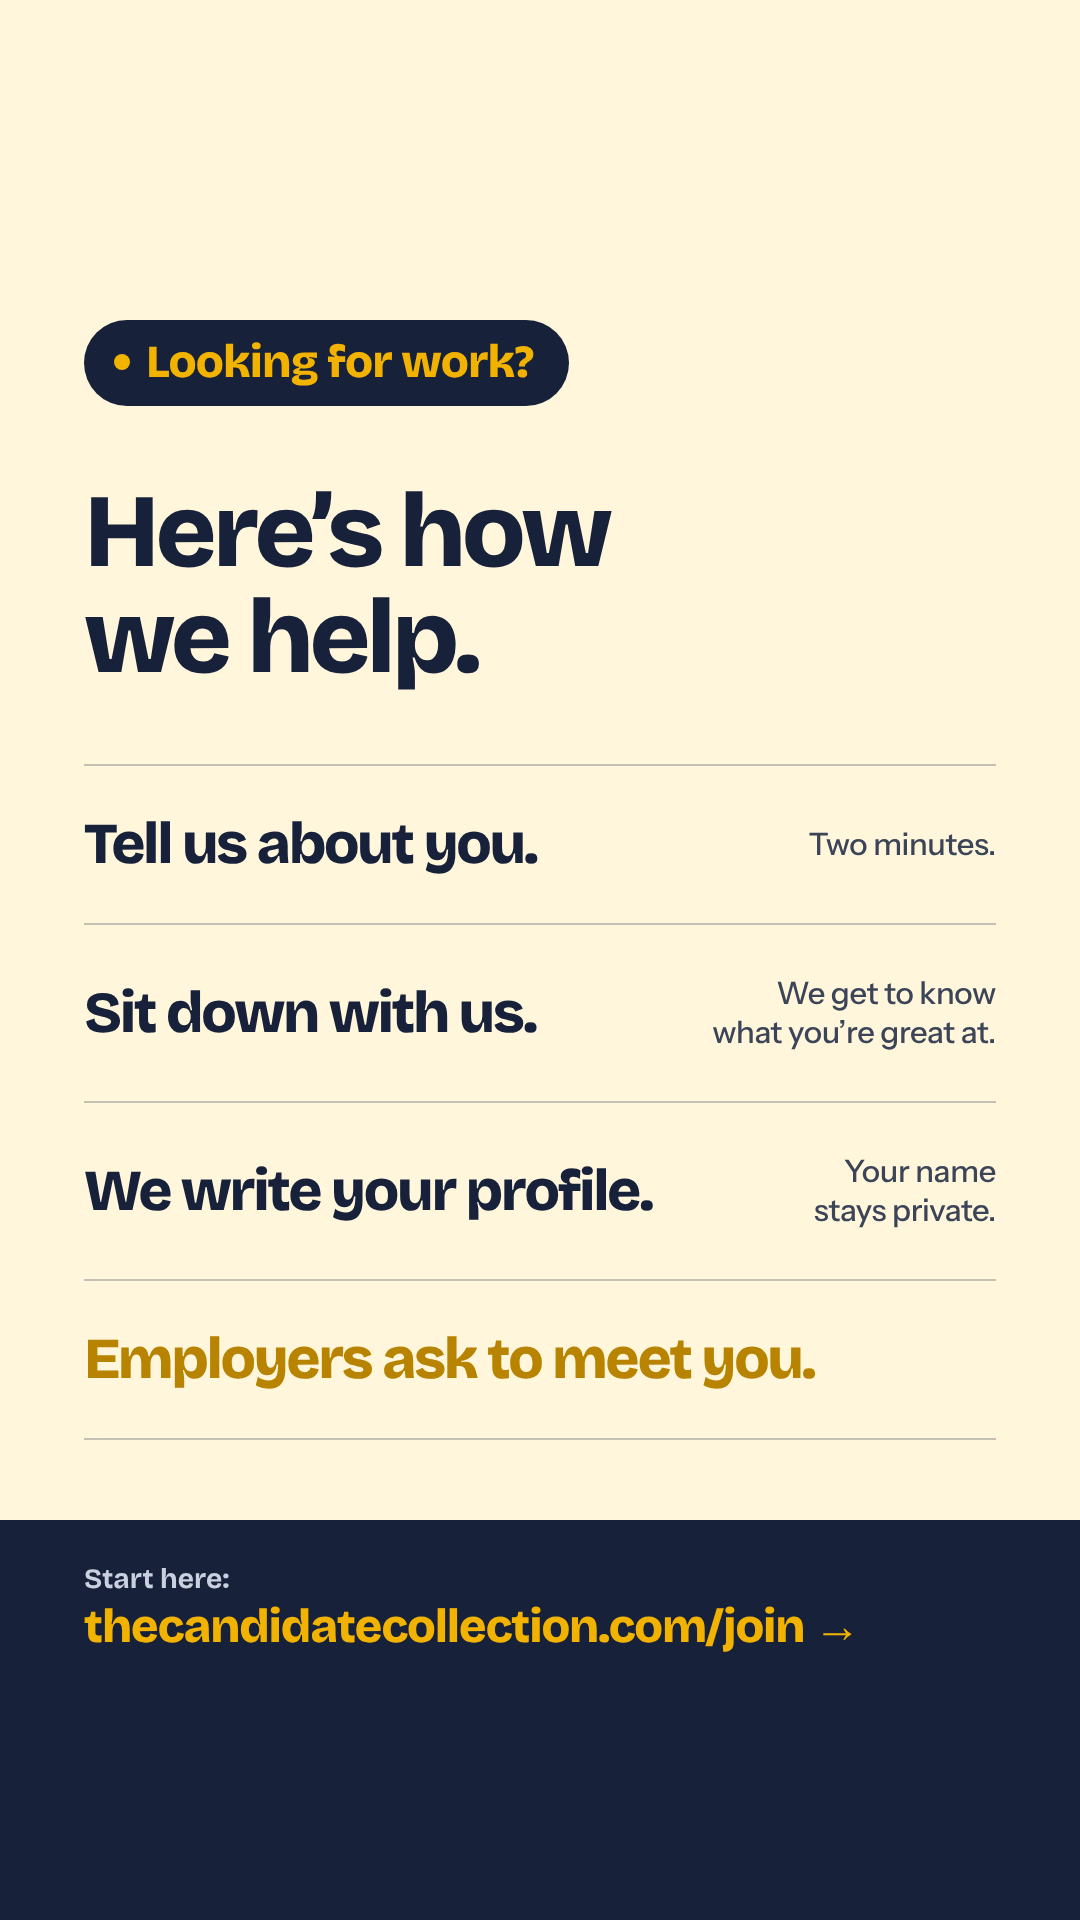 Looking for work?
Here’s how
we help.
Tell us about you.
Two minutes.
Sit down with us.
We get to know
what you’re great at.
We write your profile.
Your name
stays private.
Employers ask to meet you.
Start here:
thecandidatecollection.com/join →